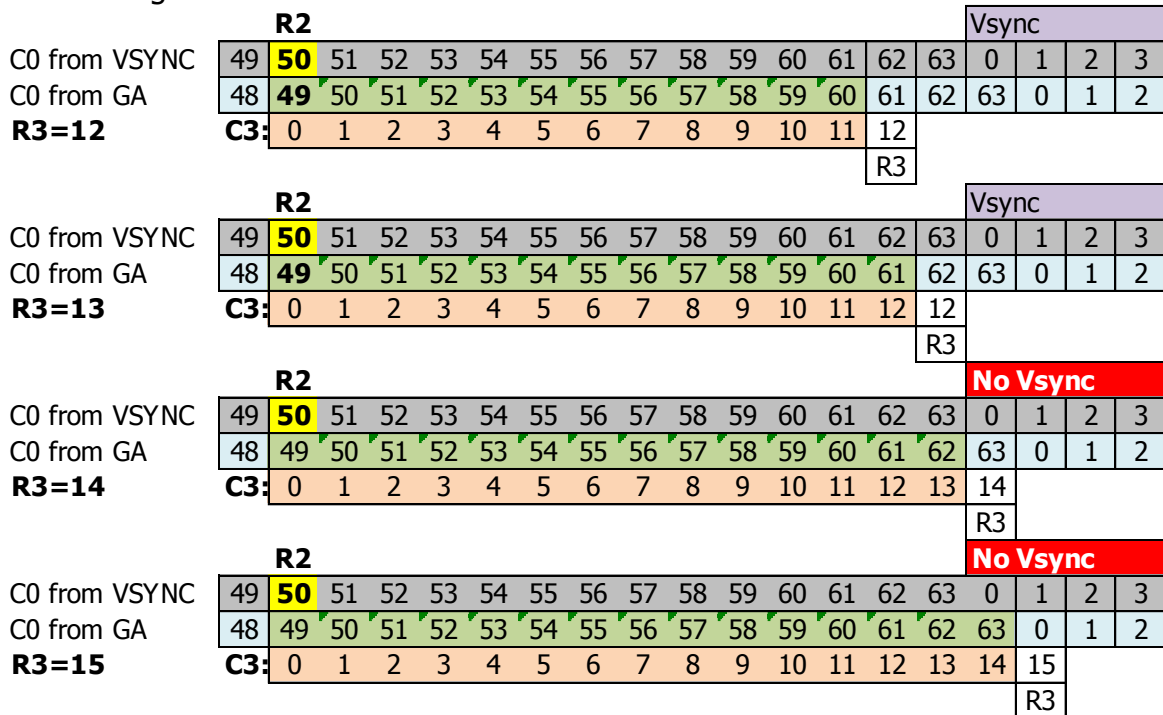 R2 Vsync
C0 from VSYNC 49 50 51 52 53 54 55 56 57 58 59 60 61 62 63 0 1 2 3
C0 from GA 48 49 50 51 52 53 54 55 56 57 58 59 60 61 62 63 0 1 2
R3=12 C3: 0 1 2 3 4 5 6 7 8 9 10 11 12
R3
R2 Vsync
C0 from VSYNC 49 50 51 52 53 54 55 56 57 58 59 60 61 62 63 0 1 2 3
C0 from GA 48 49 50 51 52 53 54 55 56 57 58 59 60 61 62 63 0 1 2
R3=13 C3: 0 1 2 3 4 5 6 7 8 9 10 11 12 12
R3
R2 No Vsync
C0 from VSYNC 49 50 51 52 53 54 55 56 57 58 59 60 61 62 63 0 1 2 3
C0 from GA 48 49 50 51 52 53 54 55 56 57 58 59 60 61 62 63 0 1 2
R3=14 C3: 0 1 2 3 4 5 6 7 8 9 10 11 12 13 14
R3
R2 No Vsync
C0 from VSYNC 49 50 51 52 53 54 55 56 57 58 59 60 61 62 63 0 1 2 3
C0 from GA 48 49 50 51 52 53 54 55 56 57 58 59 60 61 62 63 0 1 2
R3=15 C3: 0 1 2 3 4 5 6 7 8 9 10 11 12 13 14 15
R3